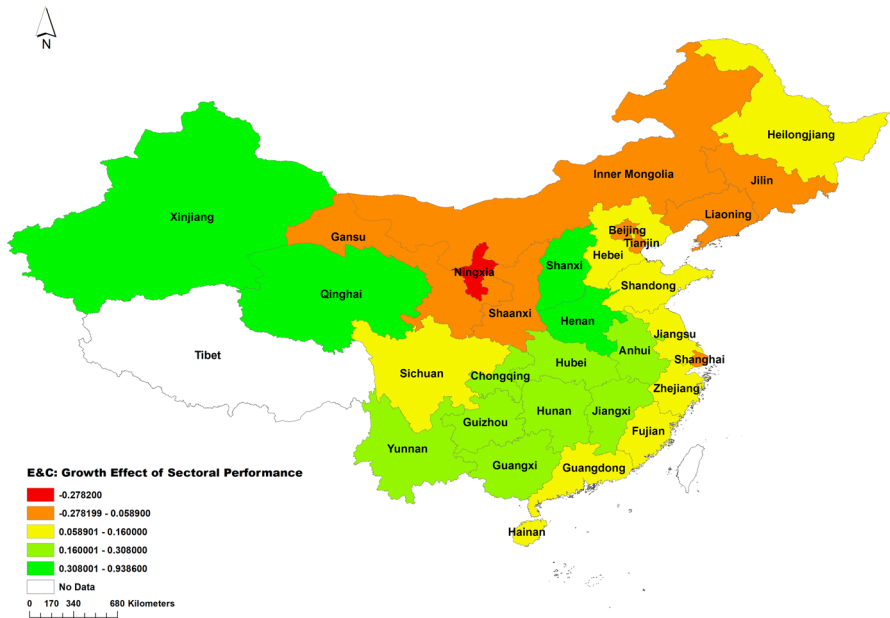 N
Heilongjiang
Inner Mongolia
Jilin
Liaoning
Xinjiang
Beijing
Gansu
Tianjin
Hebei
Shanxi
Ningxia
Shandong
Qinghai
Shaanxi
Henan
Jiangsu
Tibet
Anhui
Shanghai
Hubei
Sichuan
Chongqing
Zhejiang
Hunan
Jiangxi
Guizhou
Fujian
Yunnan
Guangxi
Guangdong
E&C: Growth Effect of Sectoral Performance
-0.278200
-0.278199 - 0.058900
0.058901 - 0.160000
Hainan
0.160001 - 0.308000
0.308001 - 0.938600
No Data
0 170 340 680 Kilometers